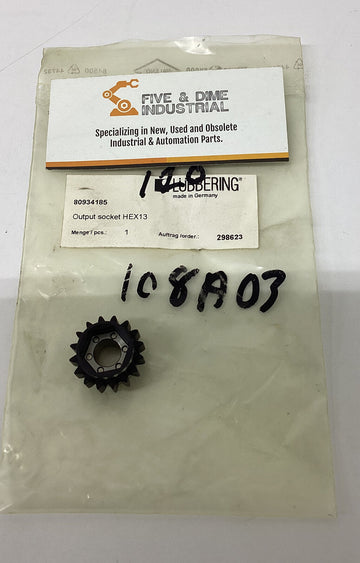 FIVE & DIME
INDUSTRIAL
Specializing in New, Used and Obsolete
Industrial & Automation Parts.
120
LÜBBERING®
made in Germany
80934185
Output socket HEX13
Menge / pcs.: 1 Auftrag /order.: 298623
108A03